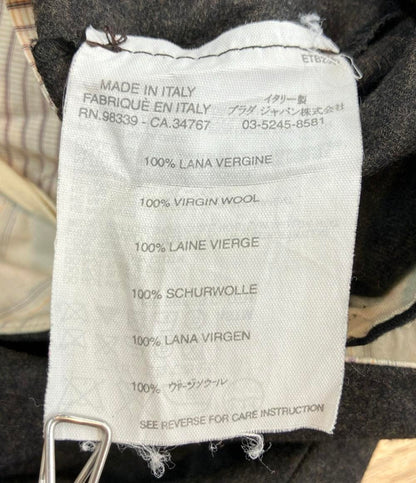 MADE IN ITALY
FABRIQUÈ EN ITALY
RN.98339 - CA.34767
イタリー製
プラダ ジャパン株式会社
03-5245-8581
100% LANA VERGINE
100% VIRGIN WOOL
100% LAINE VIERGE
100% SCHURWOLLE
100% LANA VIRGEN
100% ヴァージンウール
SEE REVERSE FOR CARE INSTRUCTION